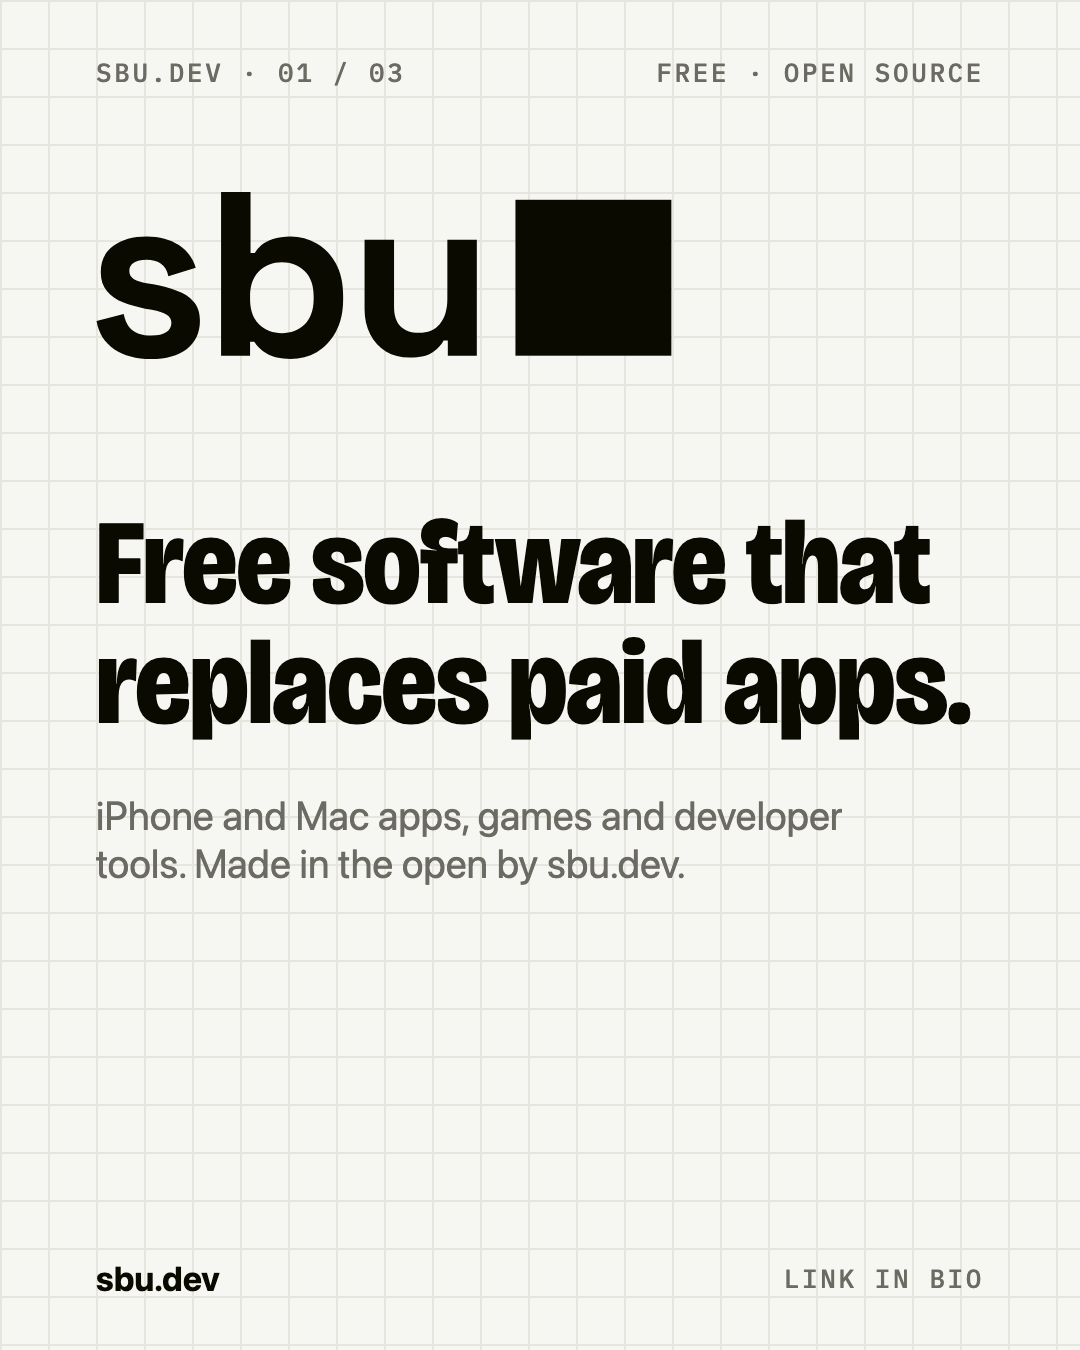 SBU.DEV · 01 / 03
FREE · OPEN SOURCE
sbu
Free software that
replaces paid apps.
iPhone and Mac apps, games and developer
tools. Made in the open by sbu.dev.
sbu.dev
LINK IN BIO